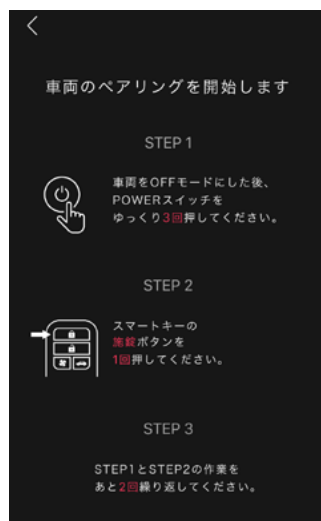 車両のペアリングを開始します
STEP 1
車両をOFFモードにした後、
POWERスイッチを
ゆっくり3回押してください。
STEP 2
スマートキーの
施錠ボタンを
1回押してください。
STEP 3
STEP1とSTEP2の作業を
あと2回繰り返してください。